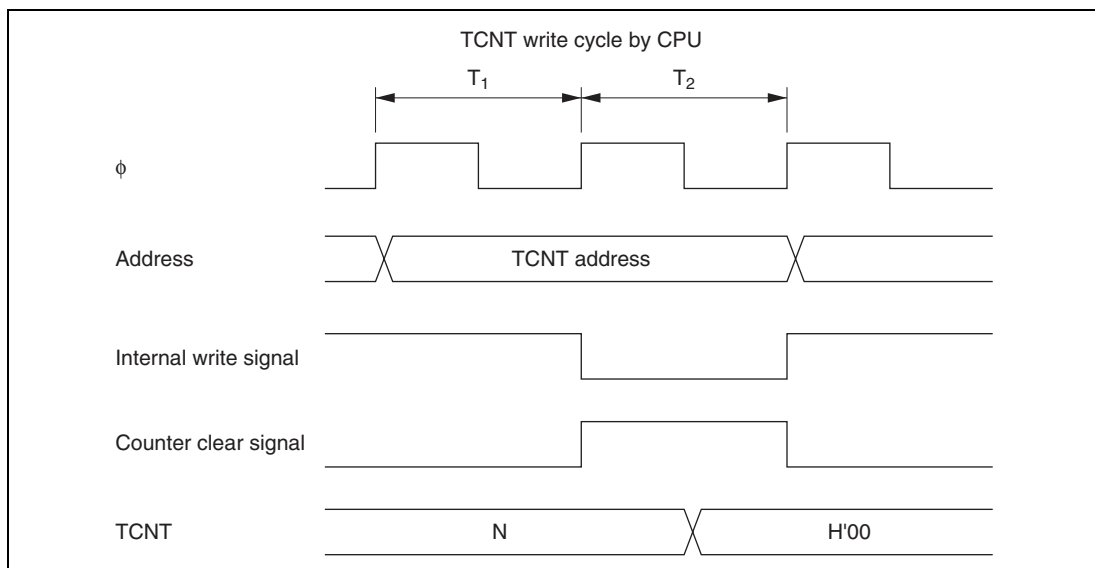 TCNT write cycle by CPU
T1 T2
ϕ
Address TCNT address
Internal write signal
Counter clear signal
TCNT N H'00